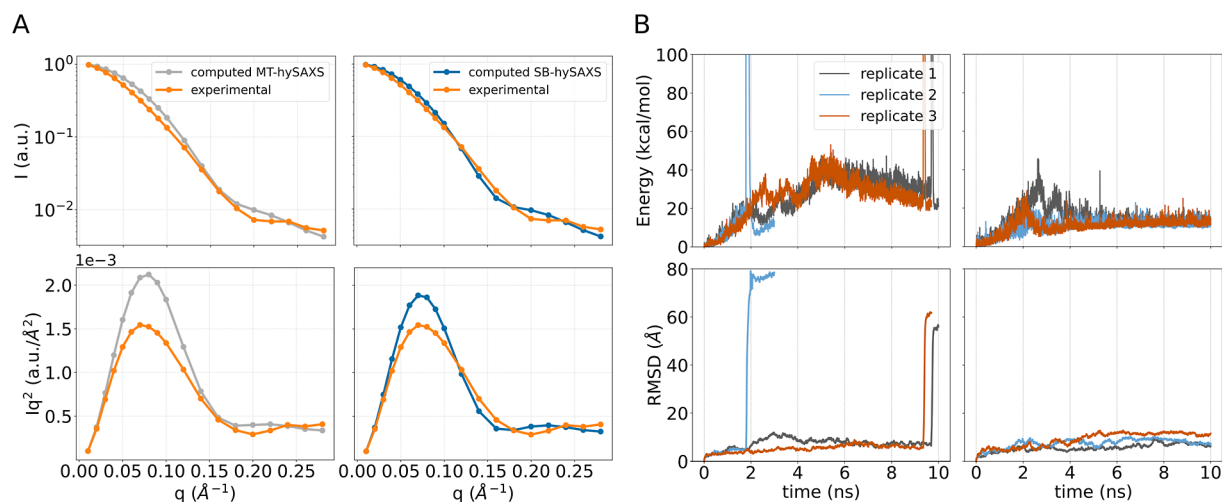 A
B
10⁰
10⁻¹
10⁻²
I (a.u.)
computed MT-hySAXS
experimental
computed SB-hySAXS
experimental
1e−3
2.0
1.5
1.0
0.5
Iq² (a.u./Å²)
0.00 0.05 0.10 0.15 0.20 0.25
q (Å⁻¹)
0.00 0.05 0.10 0.15 0.20 0.25
q (Å⁻¹)
100
80
60
40
20
0
Energy (kcal/mol)
replicate 1
replicate 2
replicate 3
80
60
40
20
0
RMSD (Å)
0 2 4 6 8 10
time (ns)
0 2 4 6 8 10
time (ns)